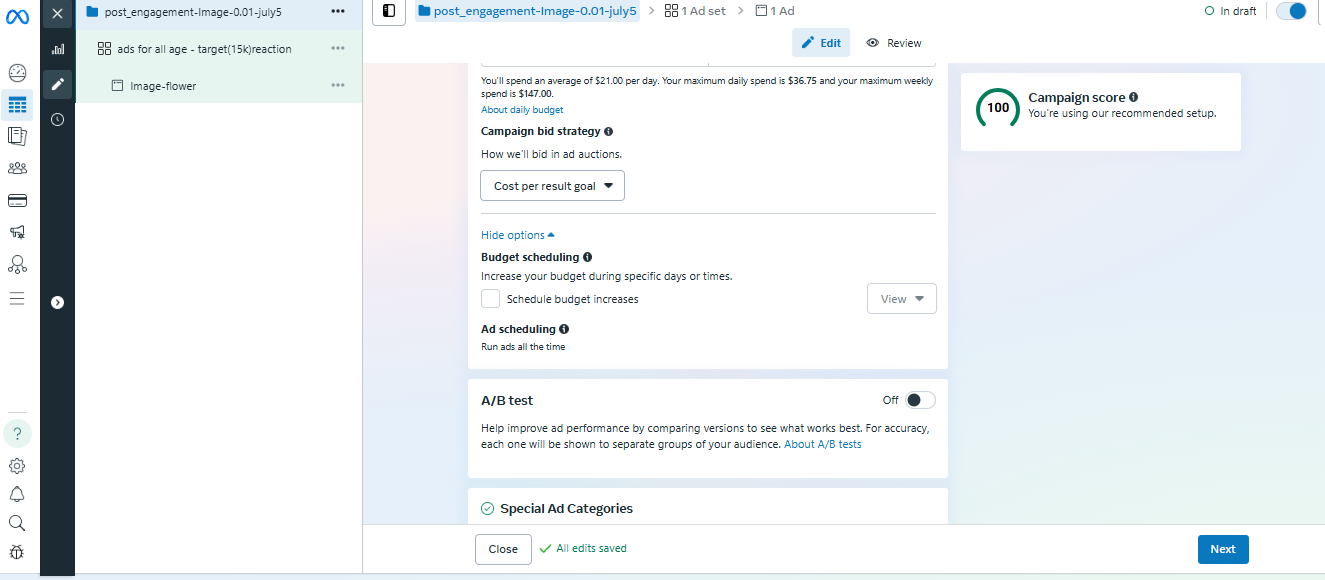 post_engagement-Image-0.01-july5
ads for all age - target(15k)reaction
Image-flower
post_engagement-Image-0.01-july5 > 1 Ad set > 1 Ad
In draft
Edit
Review
You'll spend an average of $21.00 per day. Your maximum daily spend is $36.75 and your maximum weekly
spend is $147.00.
About daily budget
Campaign bid strategy
How we'll bid in ad auctions.
Cost per result goal
Hide options
Budget scheduling
Increase your budget during specific days or times.
Schedule budget increases
View
Ad scheduling
Run ads all the time
A/B test
Off
Help improve ad performance by comparing versions to see what works best. For accuracy,
each one will be shown to separate groups of your audience. About A/B tests
Special Ad Categories
Close
All edits saved
Next
100
Campaign score
You're using our recommended setup.